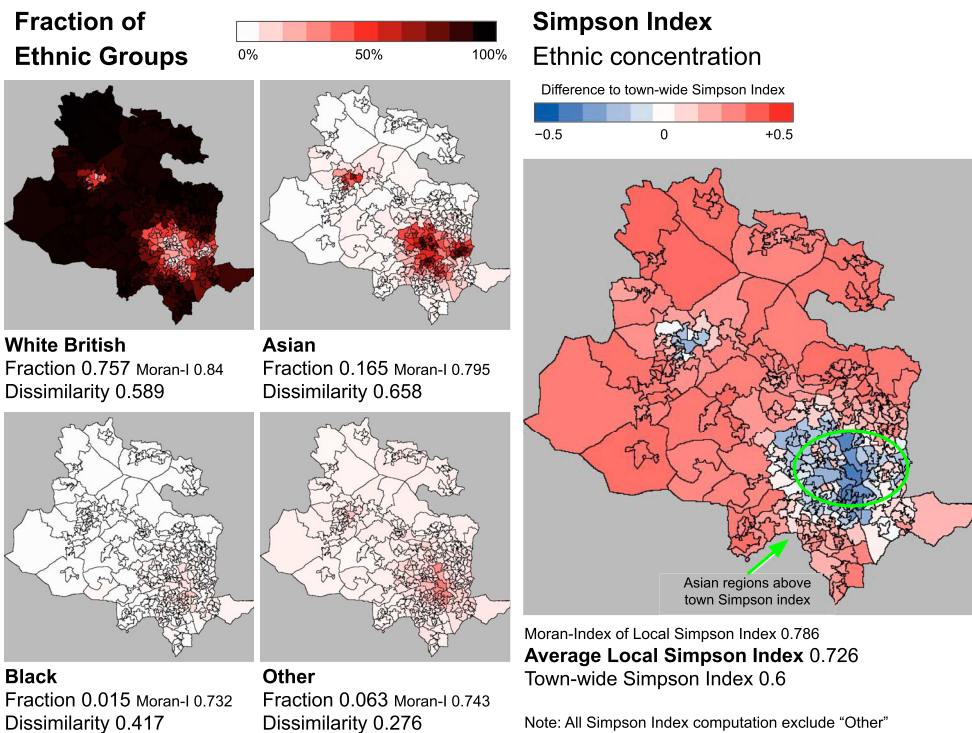 Fraction of
Ethnic Groups
0% 50% 100%
White British
Fraction 0.757 Moran-I 0.84
Dissimilarity 0.589
Asian
Fraction 0.165 Moran-I 0.795
Dissimilarity 0.658
Black
Fraction 0.015 Moran-I 0.732
Dissimilarity 0.417
Other
Fraction 0.063 Moran-I 0.743
Dissimilarity 0.276
Simpson Index
Ethnic concentration
Difference to town-wide Simpson Index
−0.5 0 +0.5
Asian regions above
town Simpson index
Moran-Index of Local Simpson Index 0.786
Average Local Simpson Index 0.726
Town-wide Simpson Index 0.6
Note: All Simpson Index computation exclude “Other”